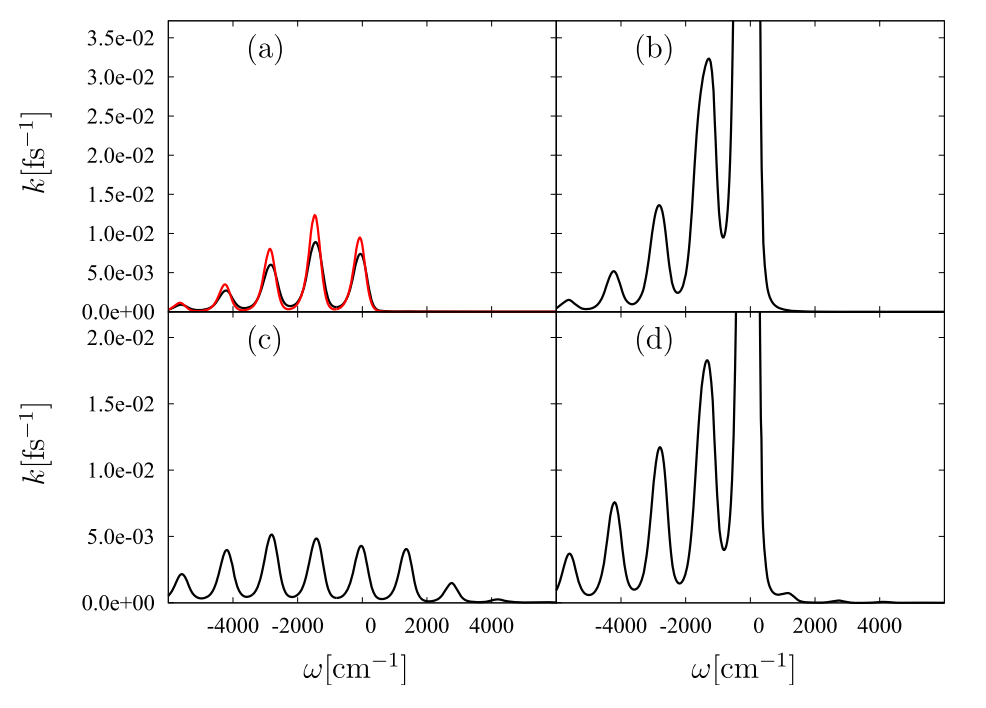 (a) (b)
3.5e-02
3.0e-02
2.5e-02
2.0e-02
1.5e-02
1.0e-02
5.0e-03
0.0e+00
k[fs−1]
(c) (d)
2.0e-02
1.5e-02
1.0e-02
5.0e-03
0.0e+00
k[fs−1]
-4000 -2000 0 2000 4000 -4000 -2000 0 2000 4000
ω[cm−1] ω[cm−1]